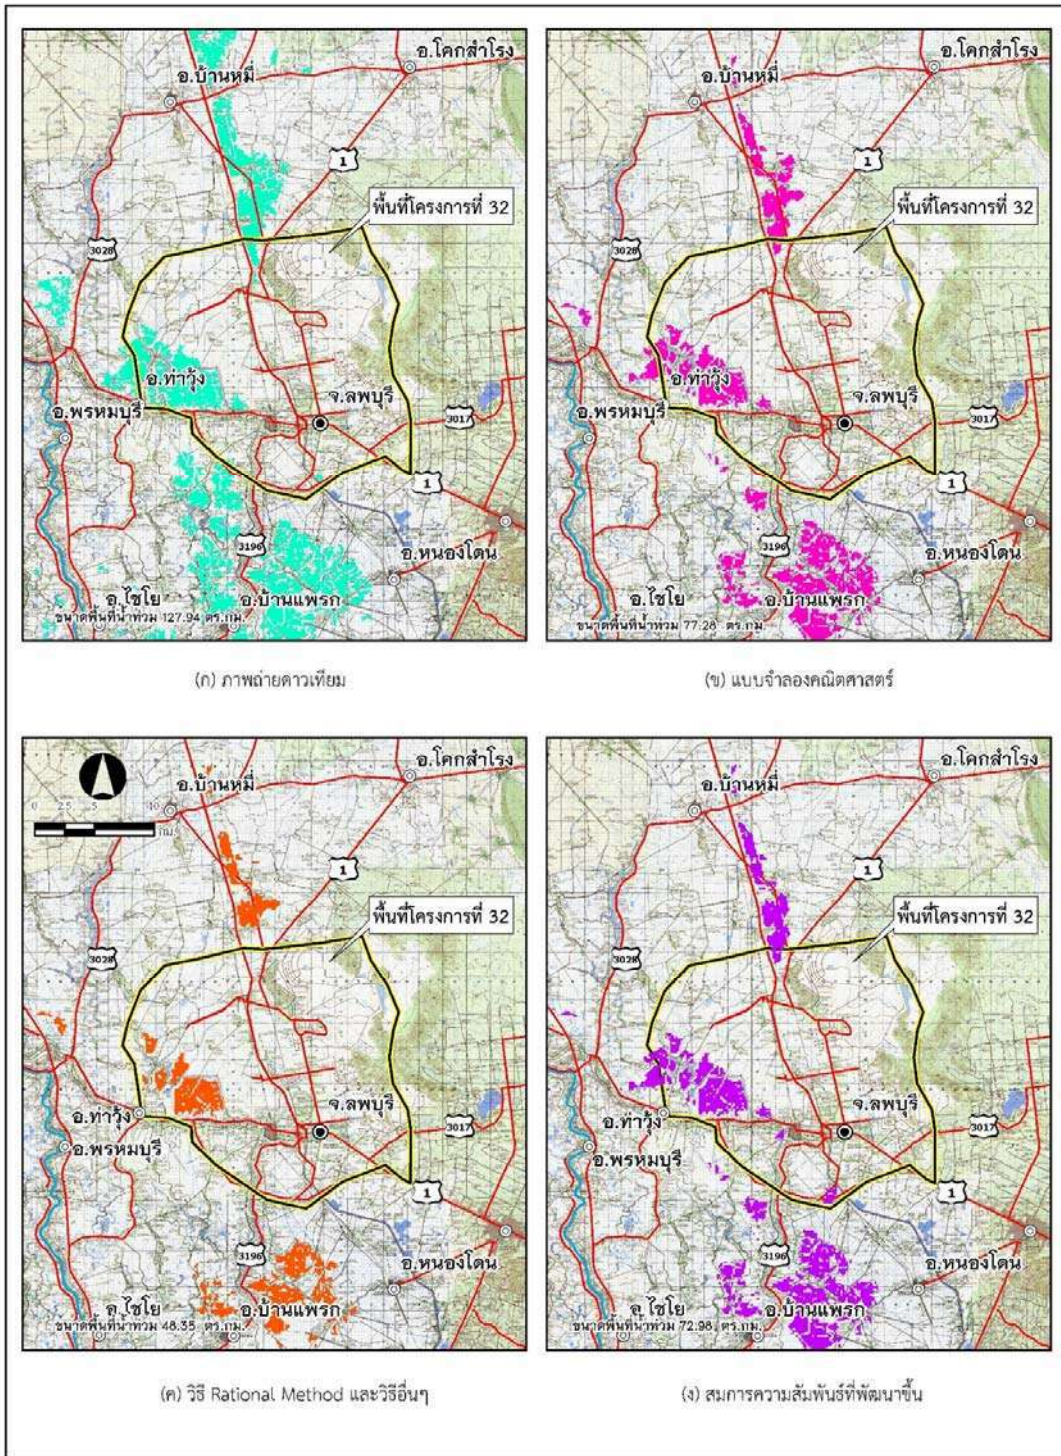 อ.โคกสำโรง
อ.บ้านหมี่
1
พื้นที่โครงการที่ 32
3028
อ.ท่าวุ้ง
อ.พรหมบุรี
จ.ลพบุรี
3017
1
3196
อ.หนองโดน
อ.ไชโย
อ.บ้านแพรก
ขนาดพื้นที่น้ำท่วม 127.94 ตร.กม.
(ก) ภาพถ่ายดาวเทียม
อ.โคกสำโรง
อ.บ้านหมี่
1
พื้นที่โครงการที่ 32
3028
อ.ท่าวุ้ง
อ.พรหมบุรี
จ.ลพบุรี
3017
1
3196
อ.หนองโดน
อ.ไชโย
อ.บ้านแพรก
ขนาดพื้นที่น้ำท่วม 77.28 ตร.กม.
(ข) แบบจำลองคณิตศาสตร์
อ.โคกสำโรง
อ.บ้านหมี่
0 2.5 5 10
กม.
1
พื้นที่โครงการที่ 32
3028
อ.ท่าวุ้ง
จ.ลพบุรี
3017
อ.พรหมบุรี
1
3196
อ.หนองโดน
อ.ไชโย
อ.บ้านแพรก
ขนาดพื้นที่น้ำท่วม 48.35 ตร.กม.
(ค) วิธี Rational Method และวิธีอื่นๆ
อ.โคกสำโรง
อ.บ้านหมี่
1
พื้นที่โครงการที่ 32
3028
อ.ท่าวุ้ง
จ.ลพบุรี
3017
อ.พรหมบุรี
1
3196
อ.หนองโดน
อ.ไชโย
อ.บ้านแพรก
ขนาดพื้นที่น้ำท่วม 72.98 ตร.กม.
(ง) สมการความสัมพันธ์ที่พัฒนาขึ้น